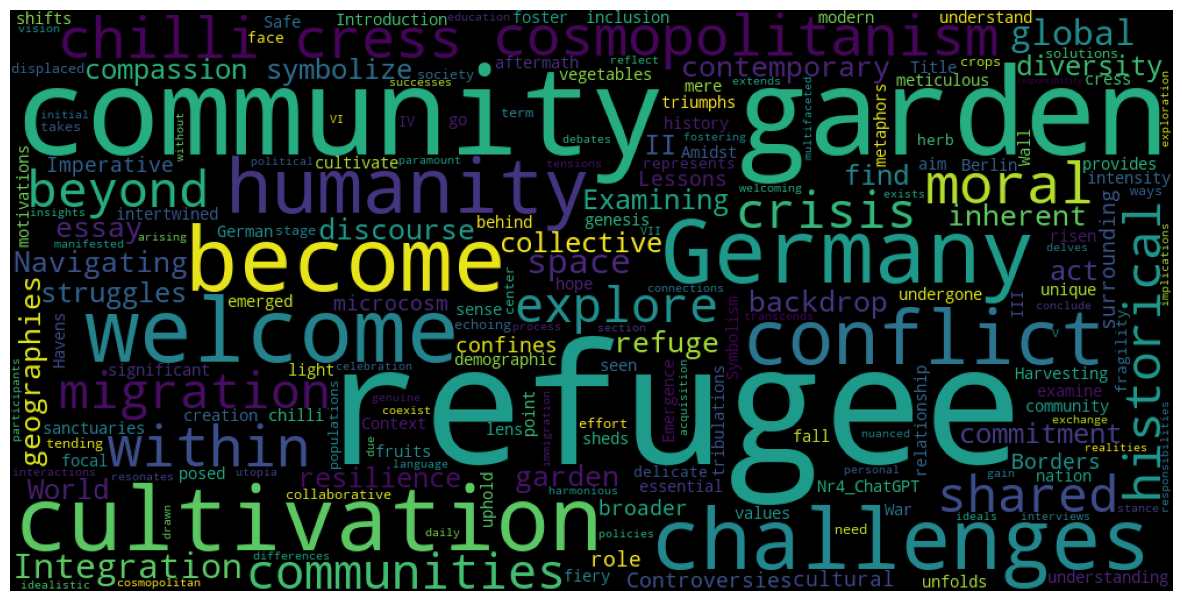 shifts Introduction education foster inclusion modern understand
vision chilli cress face Safe cosmopolitanism global
displaced compassion symbolize society aftermath reflect contemporary Title solutions diversity
successes vegetables mere extends crops meticulous cress
community garden
initial takes without VI IV go term debates triumphs history II fostering Amidst multifaceted herb metaphors Berlin Wall provides exploration
Imperative political cultivate paramount tensions represents Lessons find aim exists intensity
motivations beyond humanity Examining welcoming crisis moral inherent ways
insights intertwined behind genesis VII
essay German stage discourse collective surrounding risen
manifested arising become Germany historical
Navigating center space connections act implications
geographies struggles emerged microcosm hope sense explore backdrop undergone unique III
Havens welcome echoing process section Symbolism transcends conflict V conclude
confines refuge demographic seen fragility
significant light celebration Harvesting
participants migration populations Context coexist genuine lens point immigration effort Emergence acquisition tribulations refugee examine community
creation chilli exchange
sanctuaries within due fruits language sheds fall nuanced relationship commitment realities
tending focal delicate personal Borders
interactions resonates utopia posed resilience garden essential Nr4_ChatGPT gain nation responsibilities
World collaborative uphold harmonious broader values War shared stance
cultivation drawn daily policies challenges ideals interviews
Integration differences communities role need
idealistic cosmopolitan fiery Controversies cultural unfolds understanding